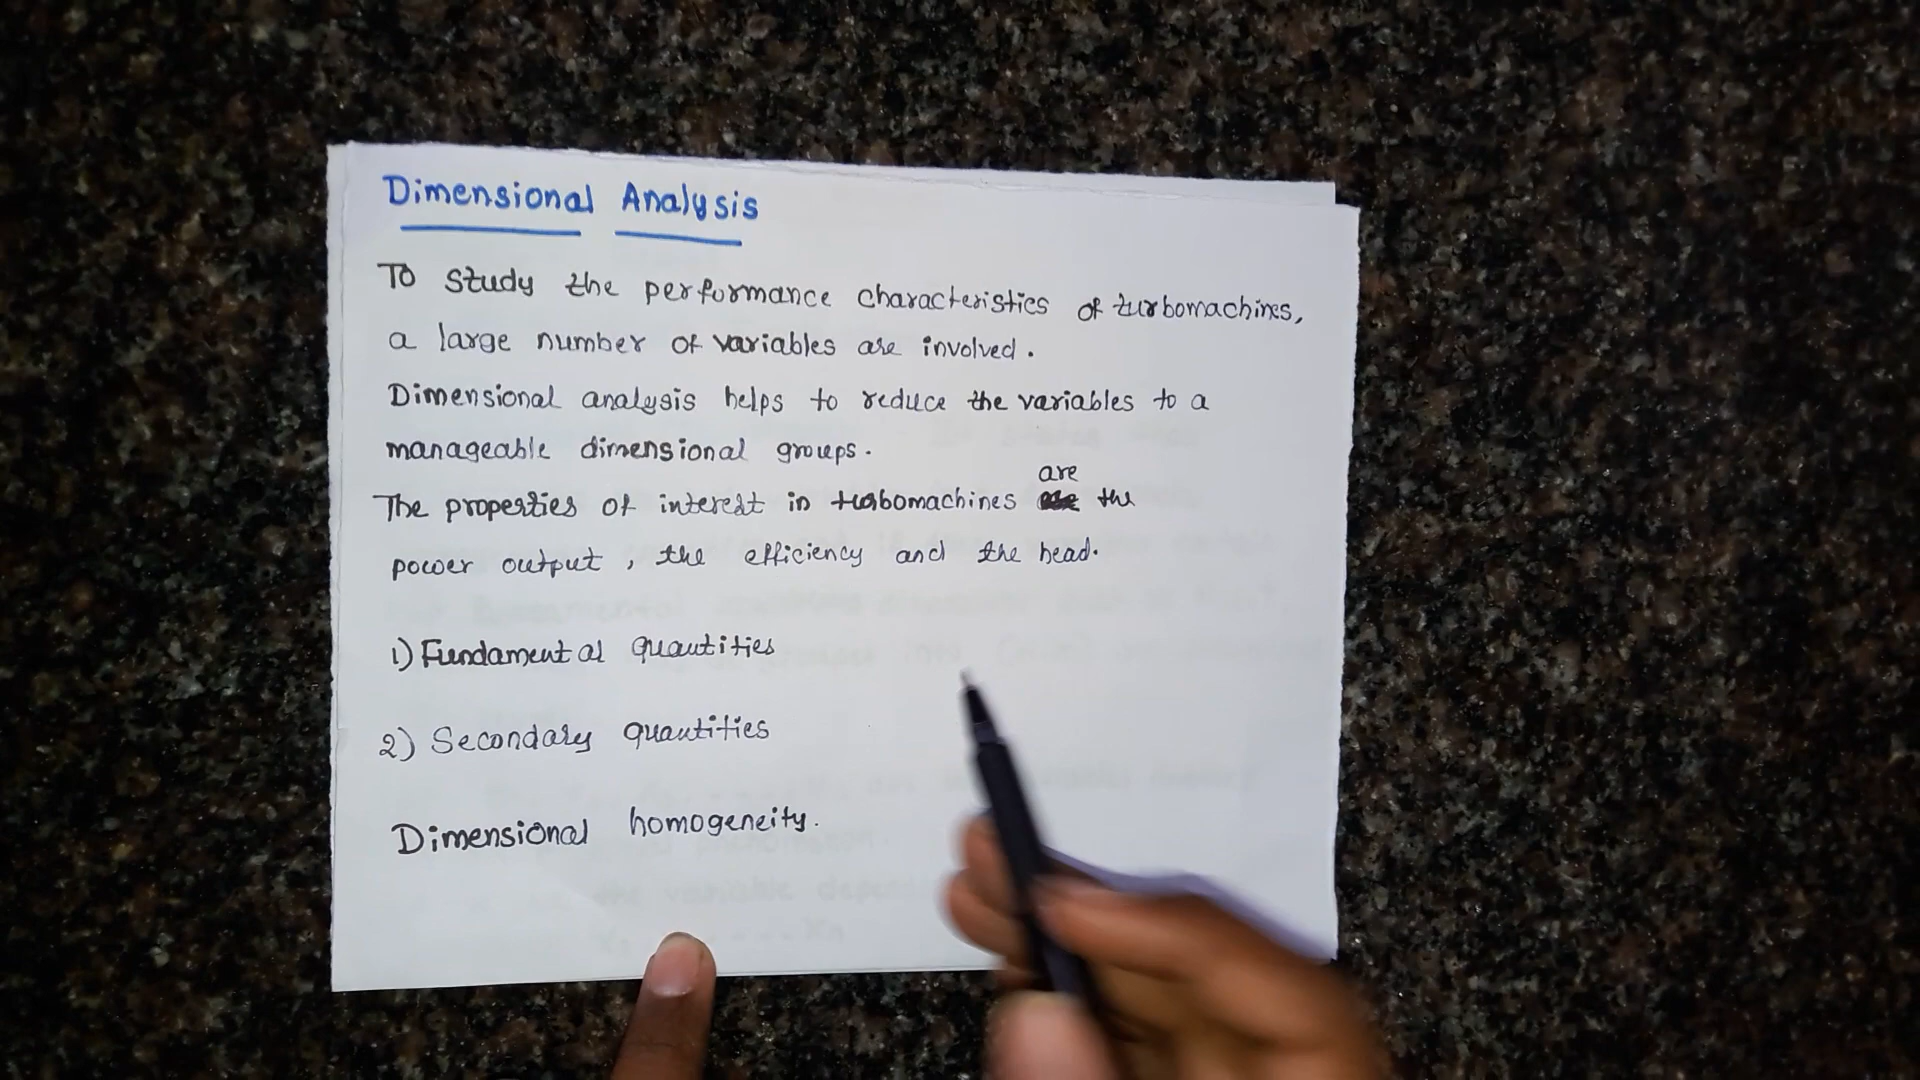 Dimensional Analysis
To study the performance characteristics of turbomachines,
a large number of variables are involved.
Dimensional analysis helps to reduce the variables to a
manageable dimensional groups.
are
The properties of interest in turbomachines the
power output, the efficiency and the head.
1) Fundamental quantities
2) Secondary quantities
Dimensional homogeneity.